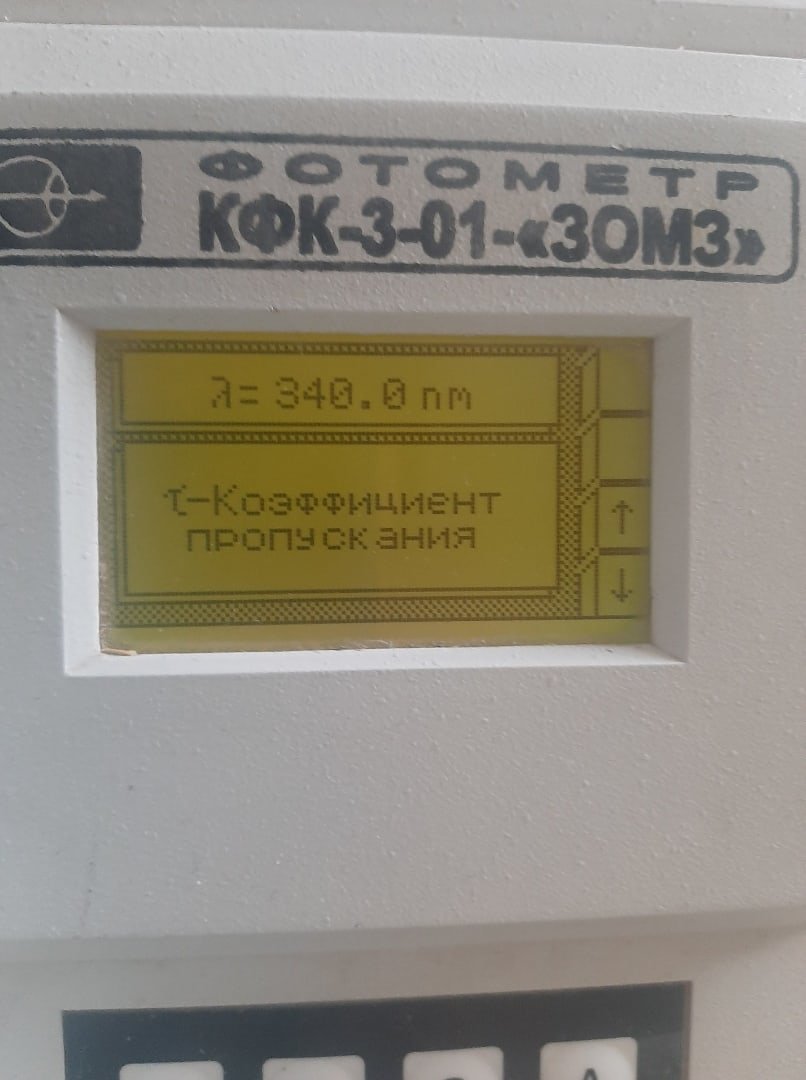 ФОТОМЕТР
КФК-3-01-«ЗОМЗ»
λ= 340.0 nm
τ-Коэффициент
пропускания
↑
↓